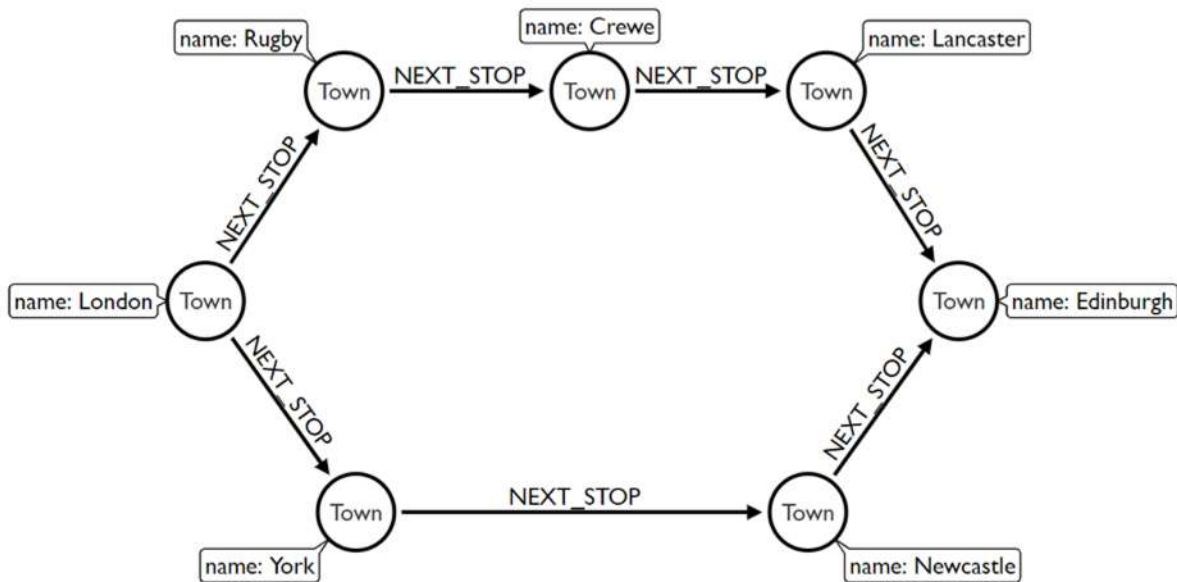 name: Crewe
name: Rugby
name: Lancaster
NEXT_STOP
NEXT_STOP
Town
Town
Town
NEXT_STOP
NEXT_STOP
name: London
Town
Town
name: Edinburgh
NEXT_STOP
NEXT_STOP
NEXT_STOP
Town
Town
name: York
name: Newcastle